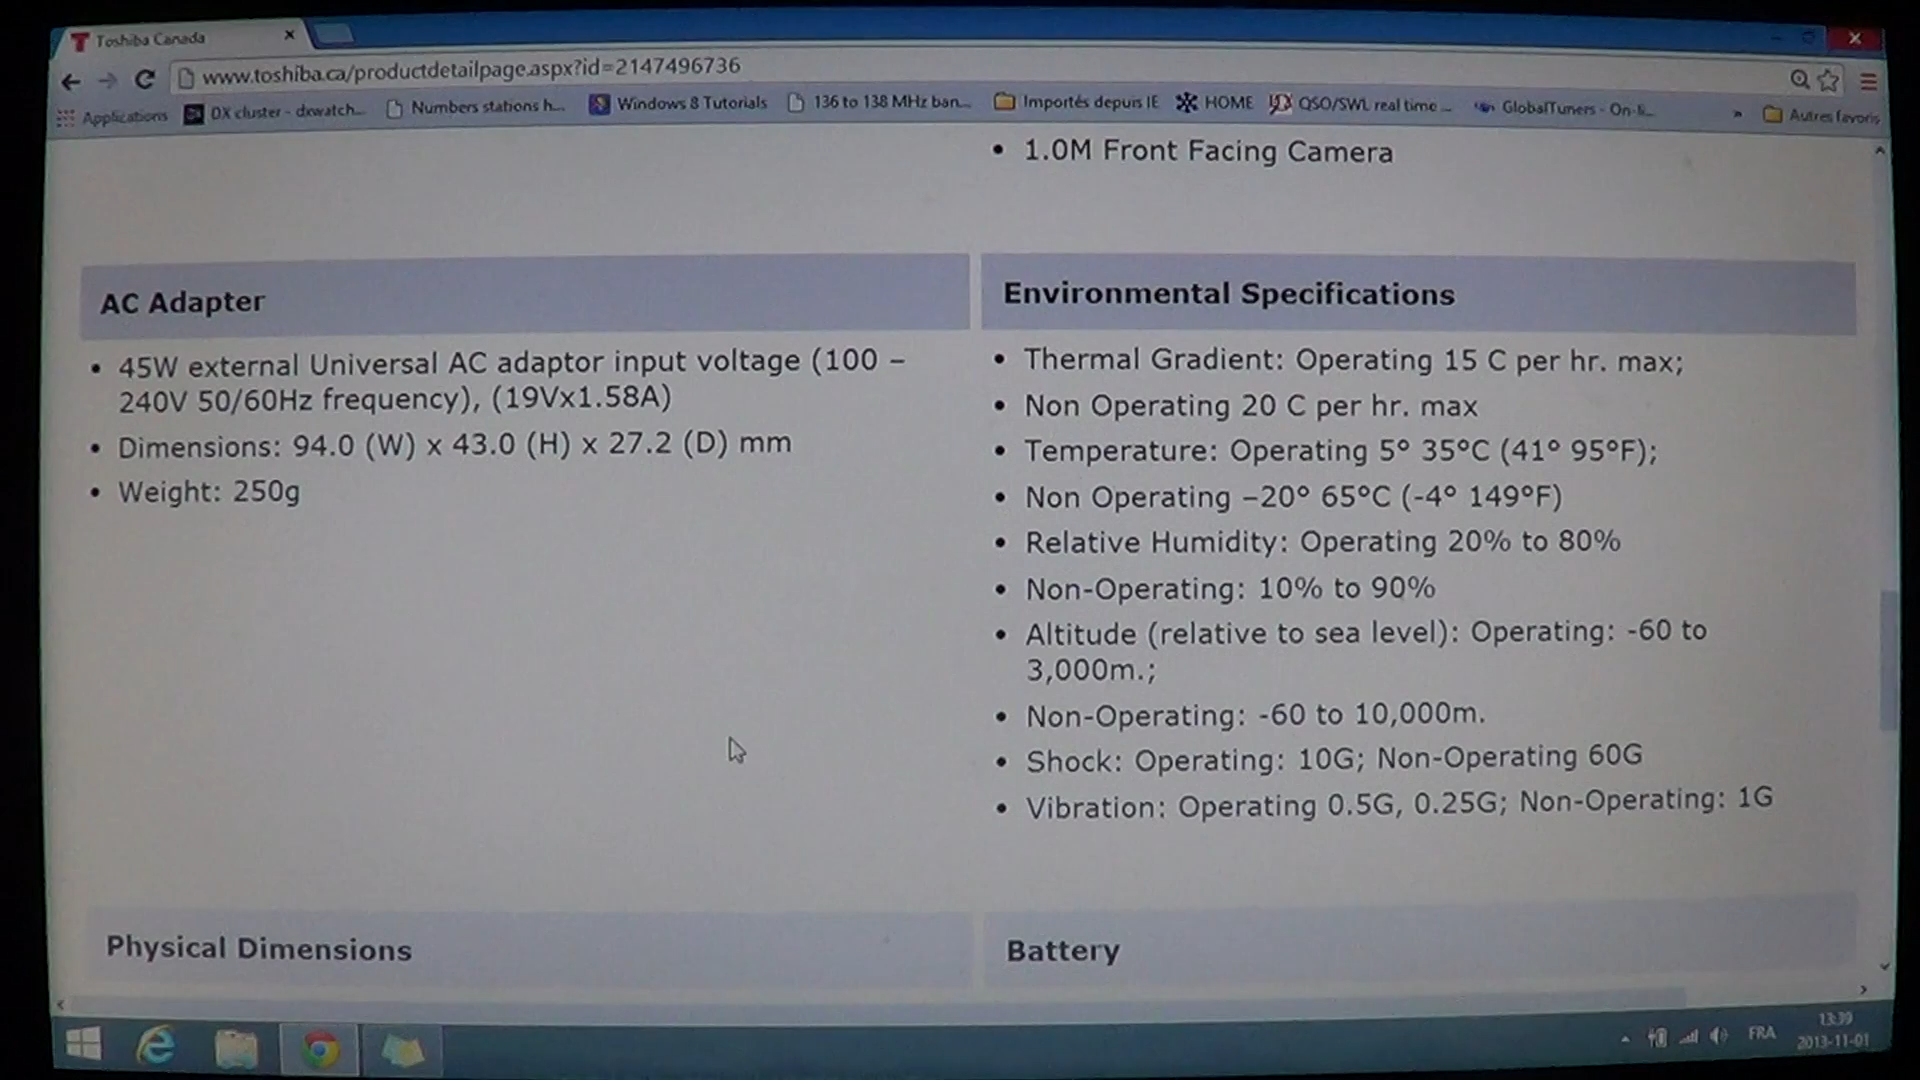 Toshiba Canada
www.toshiba.ca/productdetailpage.aspx?id=2147496736
Applications DX cluster - dxwatch... Numbers stations h... Windows 8 Tutorials 136 to 138 MHz ban... Importés depuis IE HOME QSO/SWL real time ... GlobalTuners - On-li... » Autres favoris
• 1.0M Front Facing Camera
AC Adapter
• 45W external Universal AC adaptor input voltage (100 –
240V 50/60Hz frequency), (19Vx1.58A)
• Dimensions: 94.0 (W) x 43.0 (H) x 27.2 (D) mm
• Weight: 250g
Environmental Specifications
• Thermal Gradient: Operating 15 C per hr. max;
• Non Operating 20 C per hr. max
• Temperature: Operating 5° 35°C (41° 95°F);
• Non Operating –20° 65°C (-4° 149°F)
• Relative Humidity: Operating 20% to 80%
• Non-Operating: 10% to 90%
• Altitude (relative to sea level): Operating: -60 to
3,000m.;
• Non-Operating: -60 to 10,000m.
• Shock: Operating: 10G; Non-Operating 60G
• Vibration: Operating 0.5G, 0.25G; Non-Operating: 1G
Physical Dimensions
Battery
FRA
13:39
2013-11-01